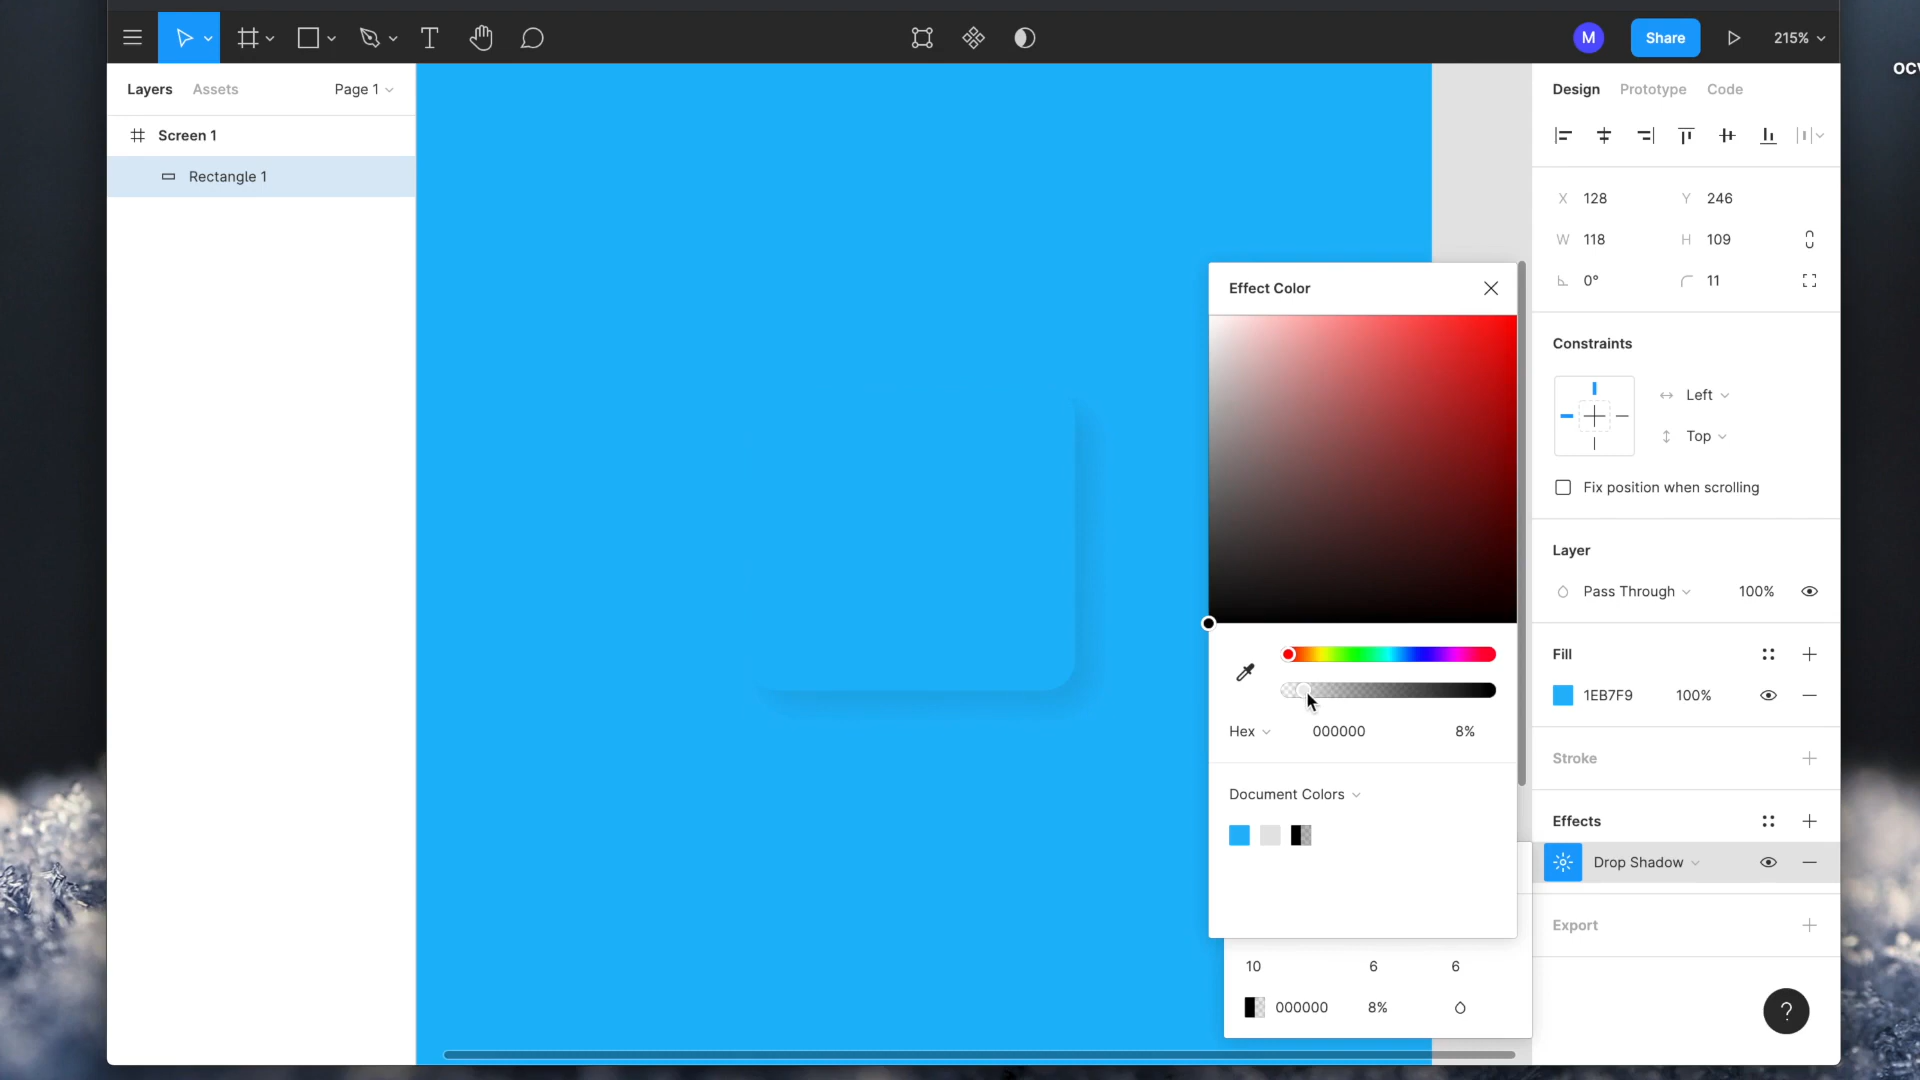 M
Share
215%
ocv
Layers
Assets
Page 1
Screen 1
Rectangle 1
Design
Prototype
Code
X 128
Y 246
W 118
H 109
0°
11
Constraints
Left
Top
Fix position when scrolling
Layer
Pass Through
100%
Fill
1EB7F9
100%
Stroke
Effects
Drop Shadow
Export
Effect Color
Hex
000000
8%
Document Colors
10
6
6
000000
8%
?